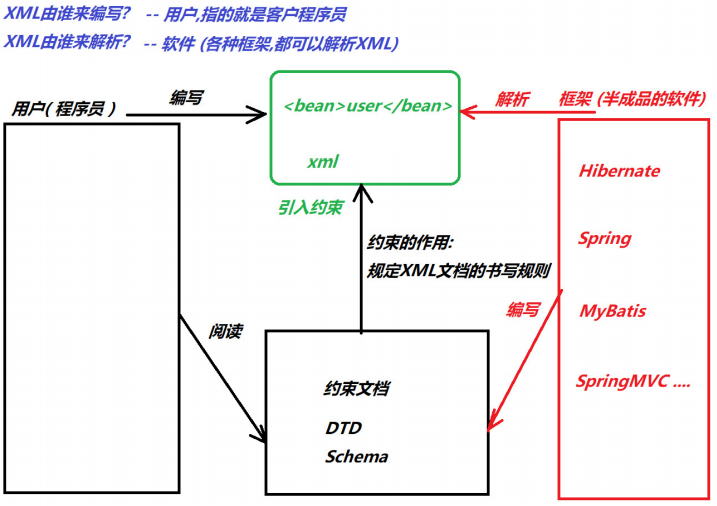 XML由谁来编写? -- 用户,指的就是客户程序员
XML由谁来解析? -- 软件 (各种框架,都可以解析XML)
用户( 程序员 )
编写
<bean>user</bean>
xml
解析
框架 (半成品的软件)
引入约束
约束的作用:
规定XML文档的书写规则
Hibernate
Spring
MyBatis
SpringMVC ....
编写
阅读
约束文档
DTD
Schema